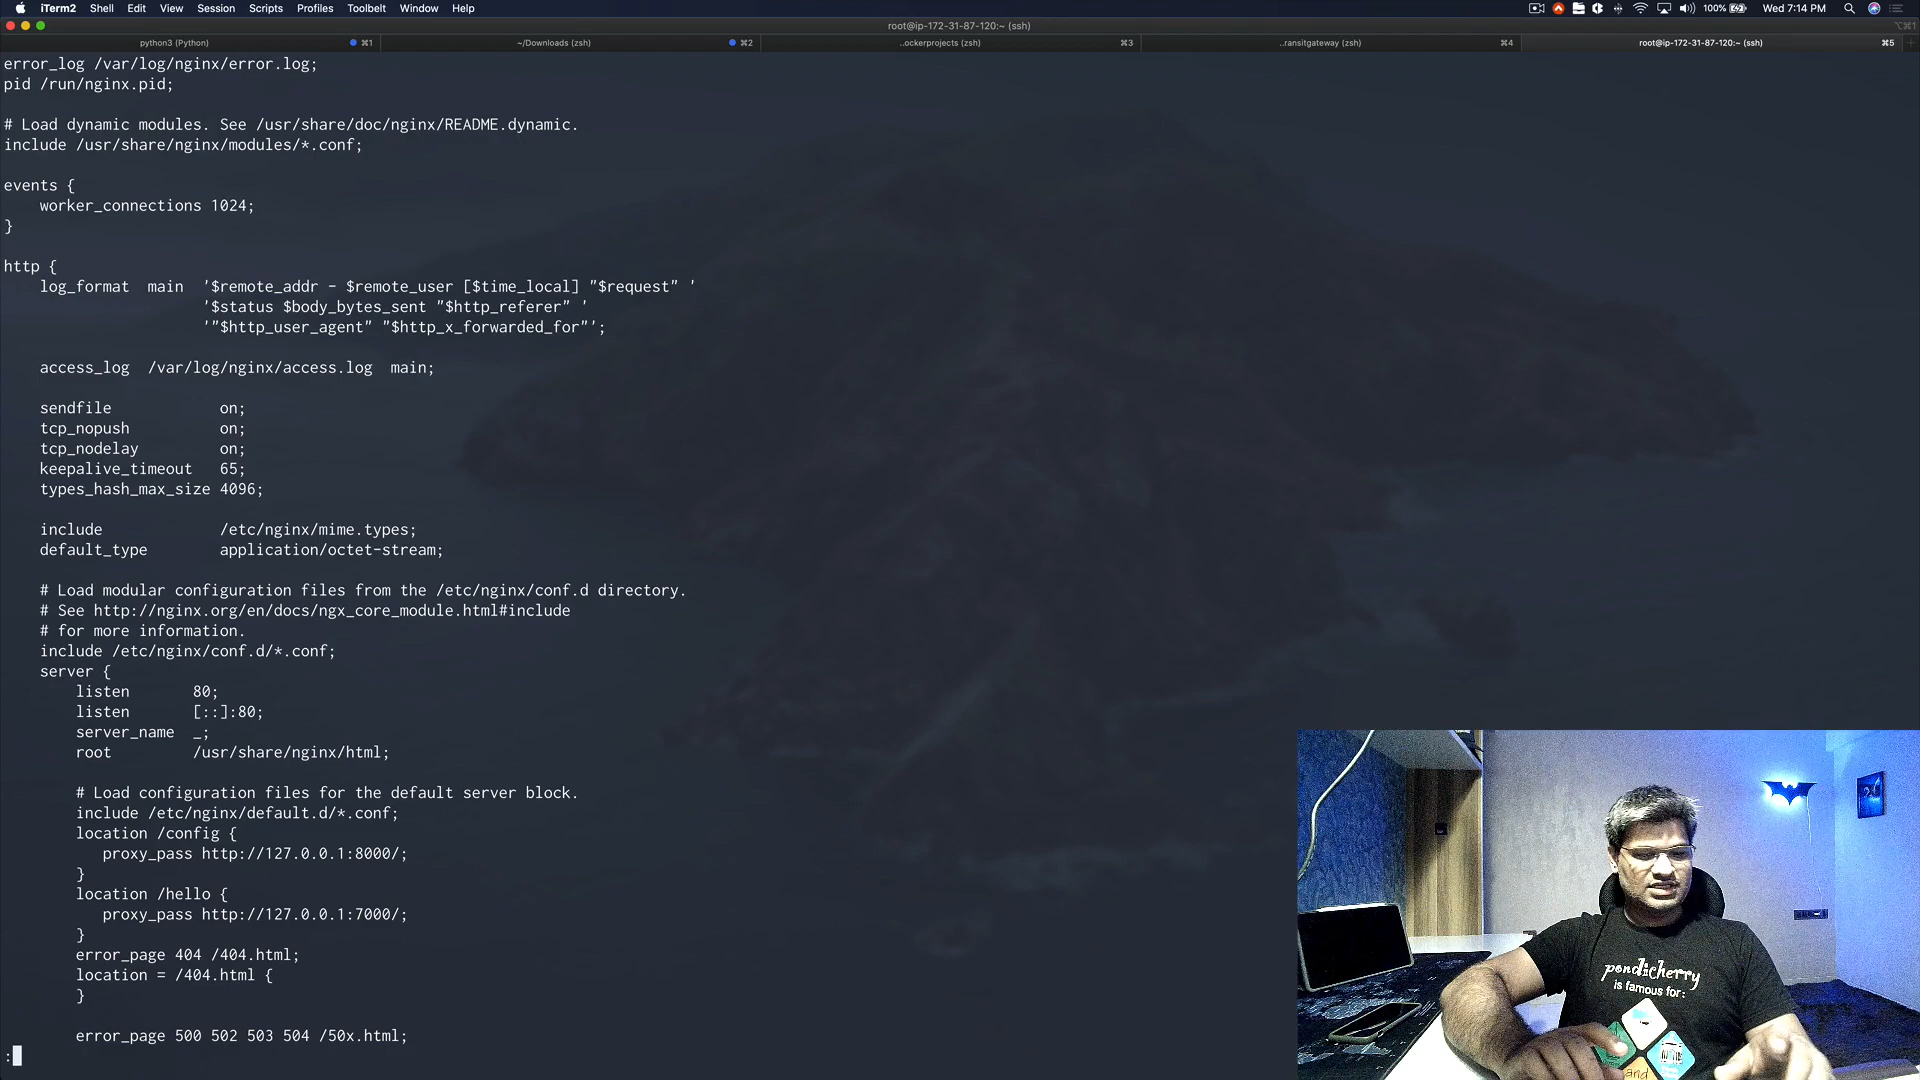 iTerm2 Shell Edit View Session Scripts Profiles Toolbelt Window Help 100% Wed 7:14 PM
root@ip-172-31-87-120:~ (ssh) ⌥⌘1
python3 (Python) ⌘1 ~/Downloads (zsh) ⌘2 ..ockerprojects (zsh) ⌘3 ..ransitgateway (zsh) ⌘4 root@ip-172-31-87-120:~ (ssh) ⌘5
error_log /var/log/nginx/error.log;
pid /run/nginx.pid;
# Load dynamic modules. See /usr/share/doc/nginx/README.dynamic.
include /usr/share/nginx/modules/*.conf;
events {
    worker_connections 1024;
}
http {
    log_format  main  '$remote_addr - $remote_user [$time_local] "$request" '
                      '$status $body_bytes_sent "$http_referer" '
                      '"$http_user_agent" "$http_x_forwarded_for"';
    access_log  /var/log/nginx/access.log  main;
    sendfile            on;
    tcp_nopush          on;
    tcp_nodelay         on;
    keepalive_timeout   65;
    types_hash_max_size 4096;
    include             /etc/nginx/mime.types;
    default_type        application/octet-stream;
    # Load modular configuration files from the /etc/nginx/conf.d directory.
    # See http://nginx.org/en/docs/ngx_core_module.html#include
    # for more information.
    include /etc/nginx/conf.d/*.conf;
    server {
        listen       80;
        listen       [::]:80;
        server_name  _;
        root         /usr/share/nginx/html;
        # Load configuration files for the default server block.
        include /etc/nginx/default.d/*.conf;
        location /config {
           proxy_pass http://127.0.0.1:8000/;
        }
        location /hello {
           proxy_pass http://127.0.0.1:7000/;
        }
        error_page 404 /404.html;
        location = /404.html {
        }
        error_page 500 502 503 504 /50x.html;
:
pondicherry
is famous for:
and